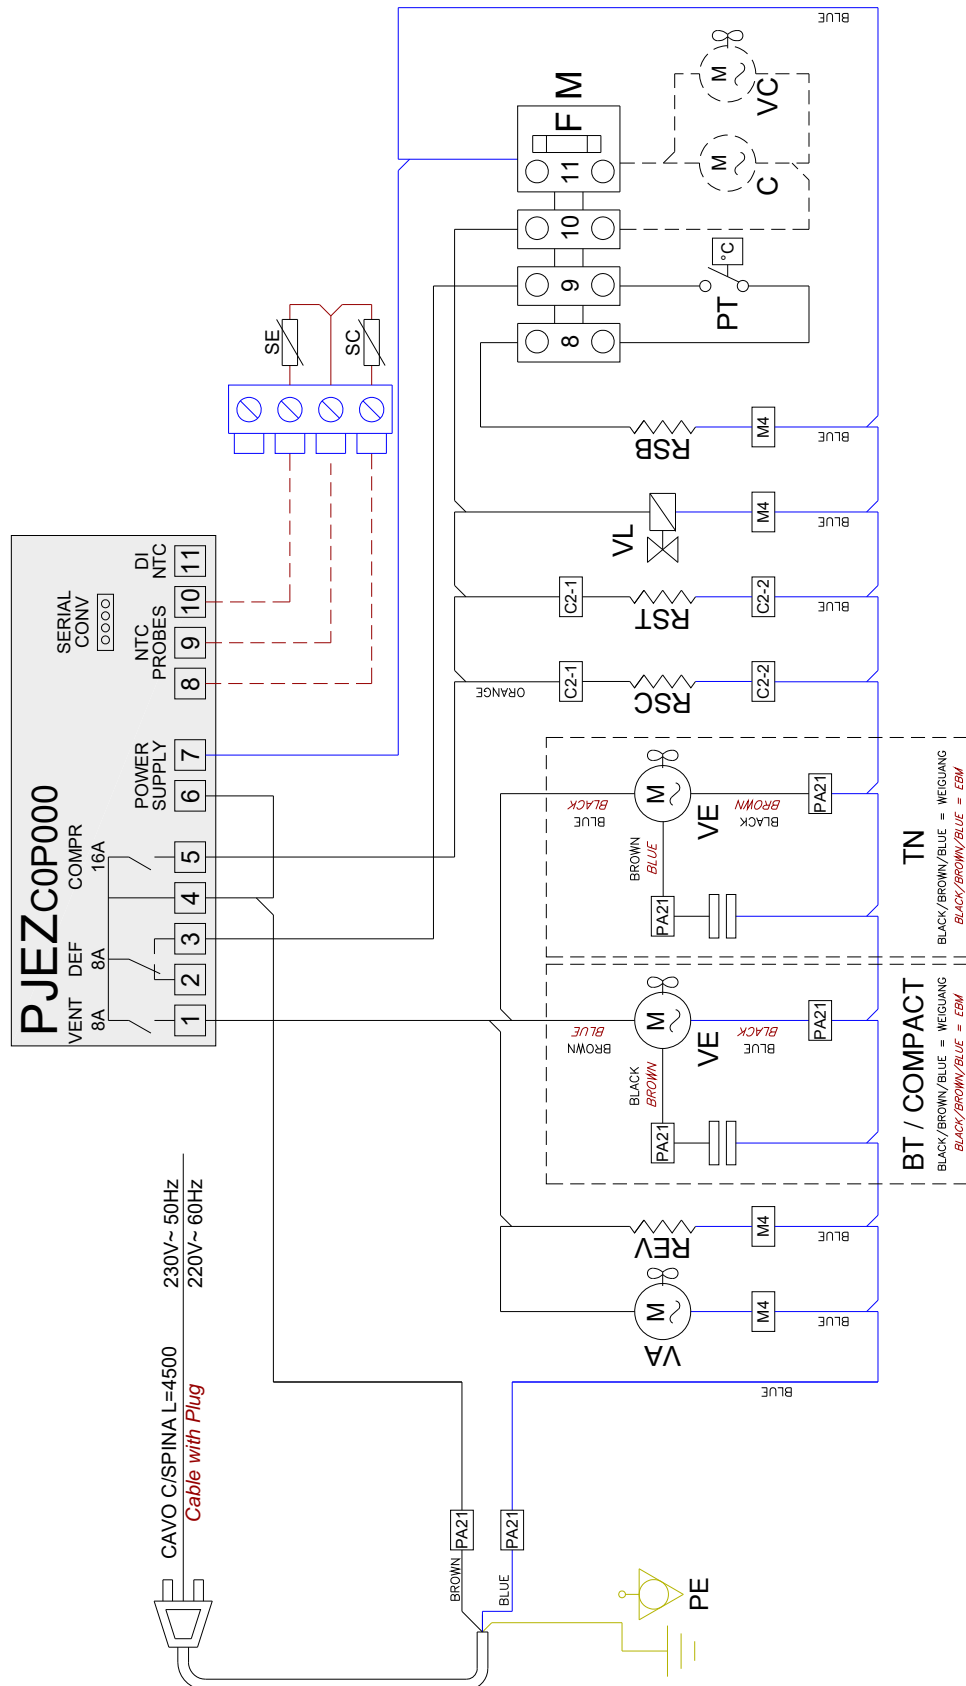 PJEZC0P000
VENT
8A
DEF
8A
COMPR
16A
POWER
SUPPLY
NTC
PROBES
DI
NTC
SERIAL
CONV
1
2
3
4
5
6
7
8
9
10
11
SE
SC
CAVO C/SPINA L=4500
Cable with Plug
230V~ 50Hz
220V~ 60Hz
BROWN
PA21
BLUE
PA21
PE
BLUE
VA
M
M4
BLUE
REV
M4
BLUE
BT / COMPACT
BLACK/BROWN/BLUE = WEIGUANG
BLACK/BROWN/BLUE = EBM
BROWN
BLUE
BLACK
BROWN
PA21
M
VE
BLUE
BLACK
PA21
TN
BLACK/BROWN/BLUE = WEIGUANG
BLACK/BROWN/BLUE = EBM
BLUE
BLACK
BROWN
BLUE
PA21
M
VE
BLACK
BROWN
PA21
ORANGE
C2-1
RSC
C2-2
C2-1
RST
C2-2
BLUE
VL
M4
BLUE
RSB
M4
BLUE
8
9
10
11
F
M
PT
°C
C
M
VC
M
BLUE